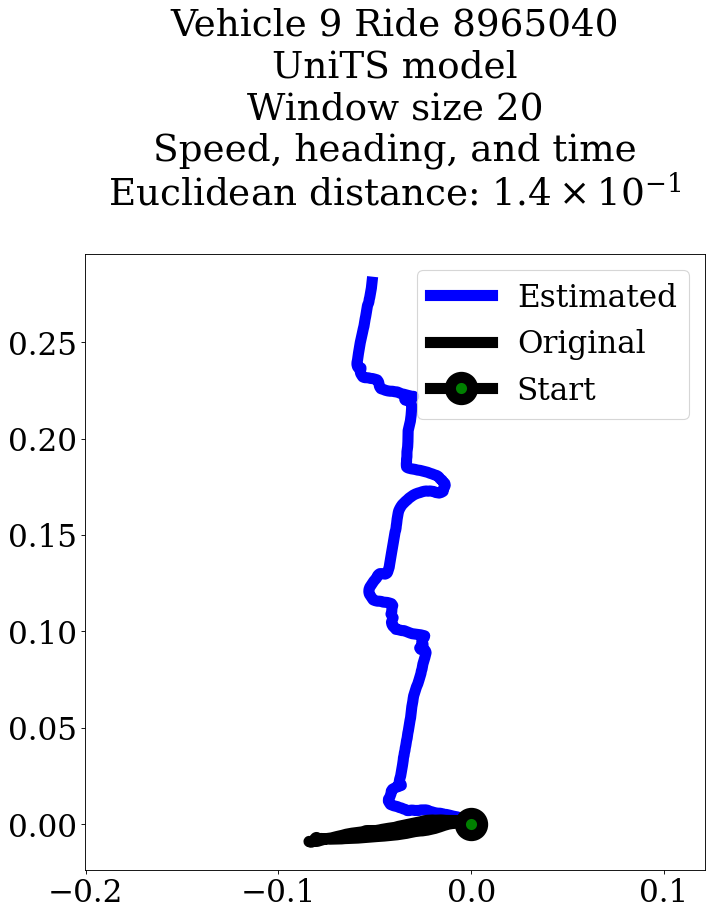 Vehicle 9 Ride 8965040
UniTS model
Window size 20
Speed, heading, and time
Euclidean distance: 1.4 × 10⁻¹
Estimated
Original
Start
0.25
0.20
0.15
0.10
0.05
0.00
−0.2 −0.1 0.0 0.1